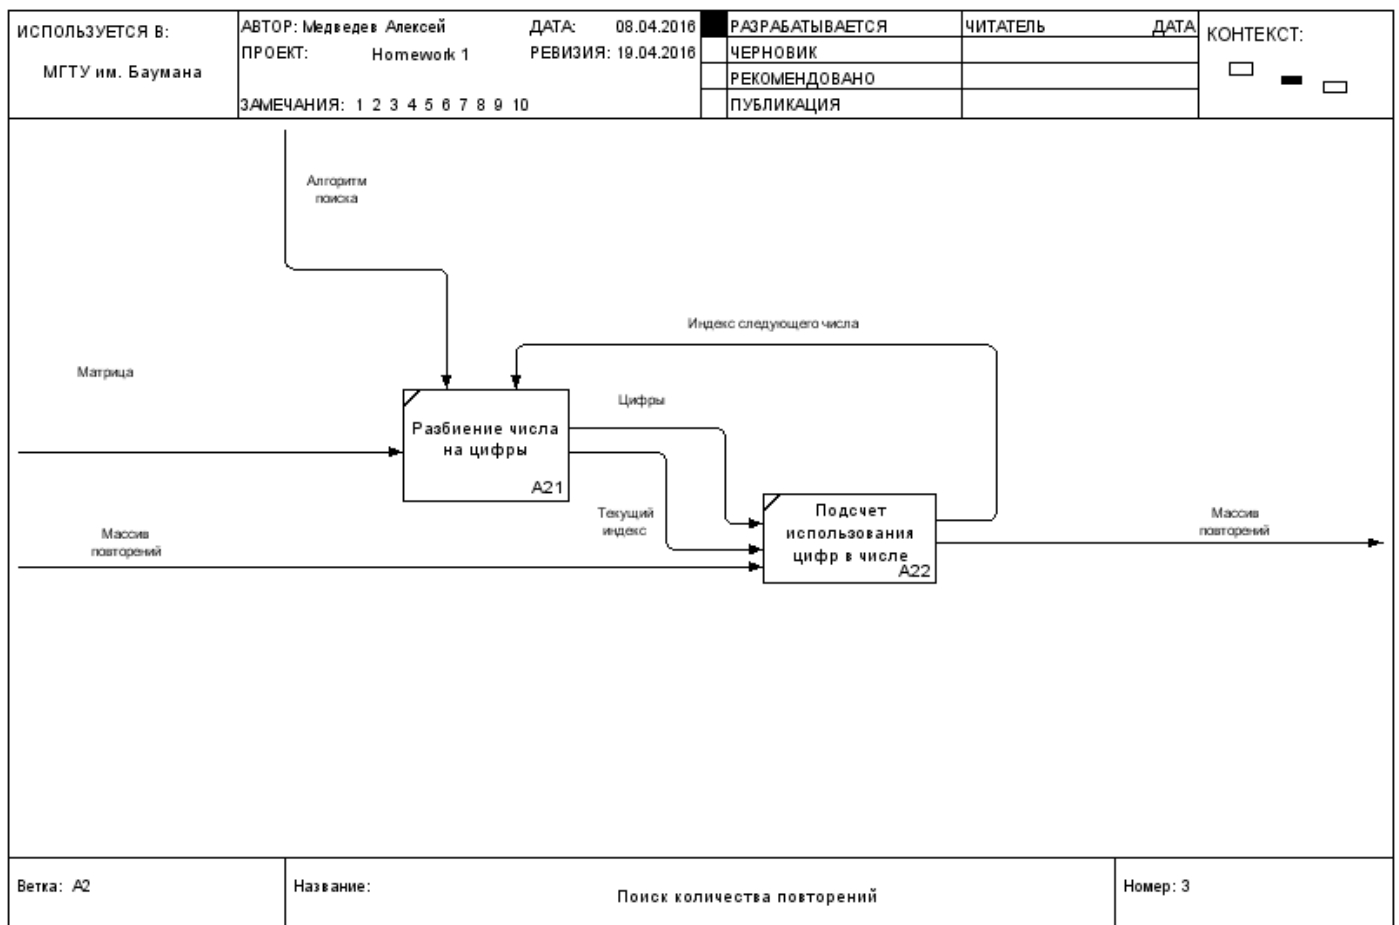 ИСПОЛЬЗУЕТСЯ В:
МГТУ им. Баумана
АВТОР: Медведев Алексей
ДАТА: 08.04.2016
ПРОЕКТ: Homework 1
РЕВИЗИЯ: 19.04.2016
ЗАМЕЧАНИЯ: 1 2 3 4 5 6 7 8 9 10
РАЗРАБАТЫВАЕТСЯ
ЧЕРНОВИК
РЕКОМЕНДОВАНО
ПУБЛИКАЦИЯ
ЧИТАТЕЛЬ ДАТА
КОНТЕКСТ:
Алгоритм
поиска
Индекс следующего числа
Матрица
Цифры
Разбиение числа
на цифры
A21
Текущий
индекс
Массив
повторений
Подсчет
использования
цифр в числе
A22
Массив
повторений
Ветка: A2
Название:
Поиск количества повторений
Номер: 3